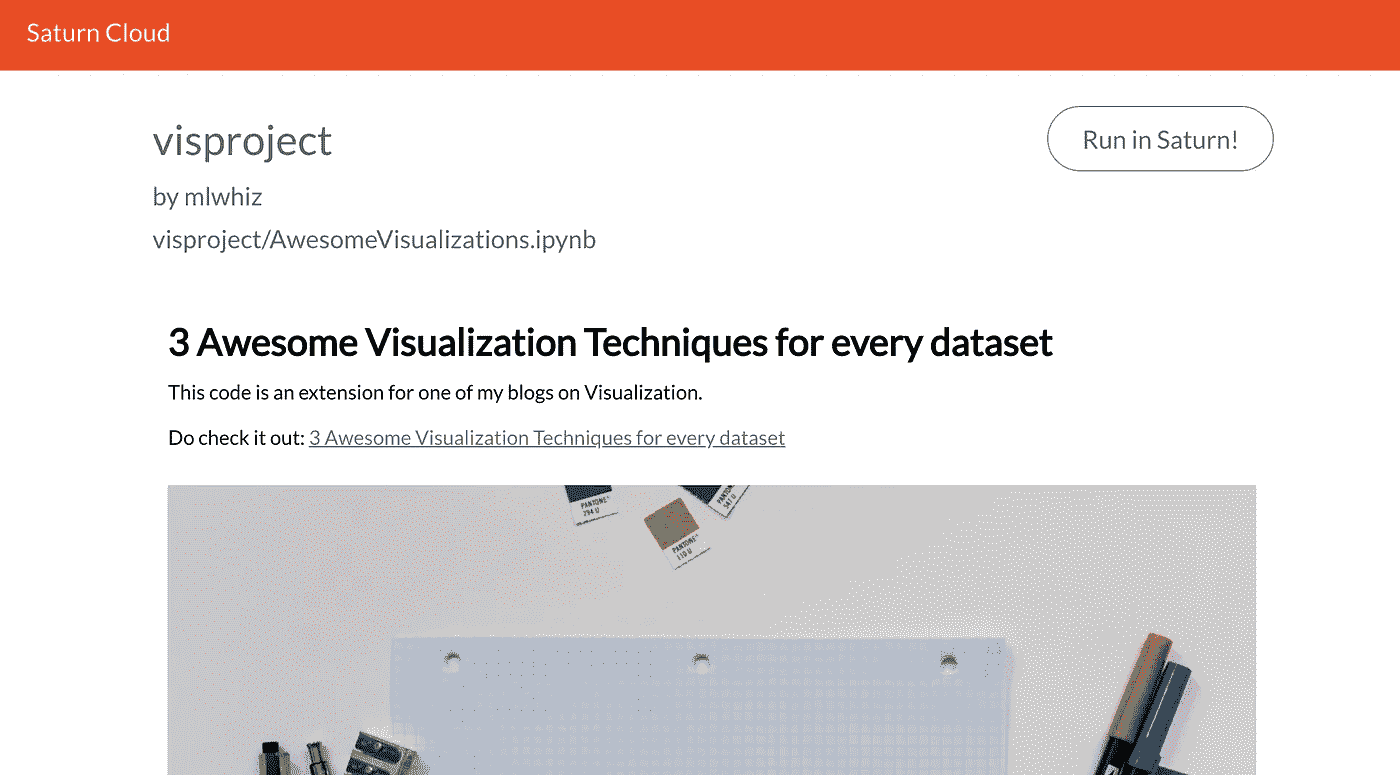 Saturn Cloud
visproject
Run in Saturn!
by mlwhiz
visproject/AwesomeVisualizations.ipynb
3 Awesome Visualization Techniques for every dataset
This code is an extension for one of my blogs on Visualization.
Do check it out: 3 Awesome Visualization Techniques for every dataset
PANTONE®
294 U
PANTONE®
547 U
PANTONE®
110 U